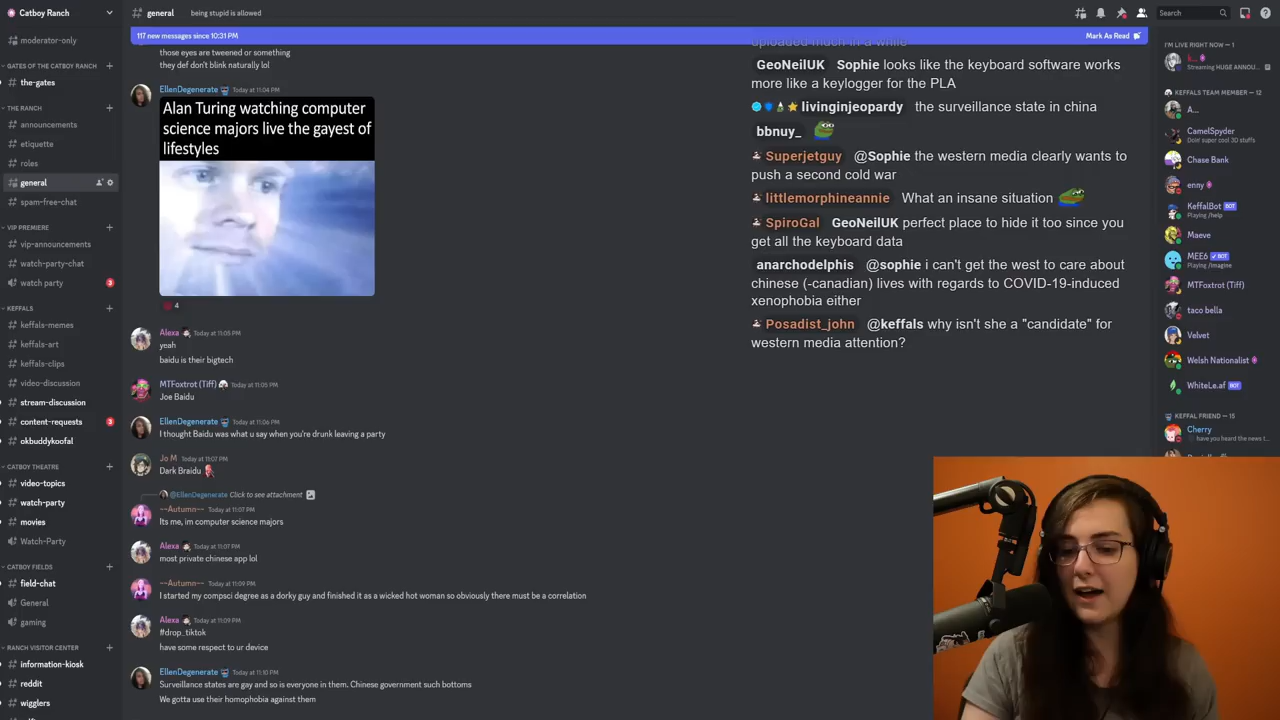 Catboy Ranch
general
being stupid is allowed
Search
117 new messages since 10:31 PM
Mark As Read
moderator-only
GATES OF THE CATBOY RANCH
the-gates
THE RANCH
announcements
etiquette
roles
general
spam-free-chat
VIP PREMIERE
vip-announcements
watch-party-chat
watch party
3
KEFFALS
keffals-memes
keffals-art
keffals-clips
video-discussion
stream-discussion
content-requests
3
okbuddykoofal
CATBOY THEATRE
video-topics
watch-party
movies
Watch-Party
CATBOY FIELDS
field-chat
General
gaming
RANCH VISITOR CENTER
information-kiosk
reddit
wigglers
those eyes are tweened or something
they def don't blink naturally lol
EllenDegenerate Today at 11:04 PM
Alan Turing watching computer
science majors live the gayest of
lifestyles
4
Alexa Today at 11:05 PM
yeah
baidu is their bigtech
MTFoxtrot (Tiff) Today at 11:05 PM
Joe Baidu
EllenDegenerate Today at 11:06 PM
I thought Baidu was what u say when you're drunk leaving a party
Jo M Today at 11:07 PM
Dark Braidu
@EllenDegenerate Click to see attachment
~~Autumn~~ Today at 11:07 PM
Its me, im computer science majors
Alexa Today at 11:07 PM
most private chinese app lol
~~Autumn~~ Today at 11:09 PM
I started my compsci degree as a dorky guy and finished it as a wicked hot woman so obviously there must be a correlation
Alexa Today at 11:09 PM
#drop_tiktok
have some respect to ur device
EllenDegenerate Today at 11:10 PM
Surveillance states are gay and so is everyone in them. Chinese government such bottoms
We gotta use their homophobia against them
uploaded much in a while
GeoNeilUK Sophie looks like the keyboard software works
more like a keylogger for the PLA
livinginjeopardy the surveillance state in china
bbnuy_
Superjetguy @Sophie the western media clearly wants to
push a second cold war
littlemorphineannie What an insane situation
SpiroGal GeoNeilUK perfect place to hide it too since you
get all the keyboard data
anarchodelphis @sophie i can't get the west to care about
chinese (-canadian) lives with regards to COVID-19-induced
xenophobia either
Posadist_john @keffals why isn't she a "candidate" for
western media attention?
I'M LIVE RIGHT NOW — 1
k...
Streaming HUGE ANNOU...
KEFFALS TEAM MEMBER — 12
A...
CamelSpyder
Doin' super cool 3D stuffs
Chase Bank
enny
KeffalBot BOT
Playing /help
Maeve
MEE6 BOT
Playing /imagine
MTFoxtrot (Tiff)
taco bella
Velvet
Welsh Nationalist
WhiteLe.af BOT
KEFFAL FRIEND — 15
Cherry
have you heard the news t...